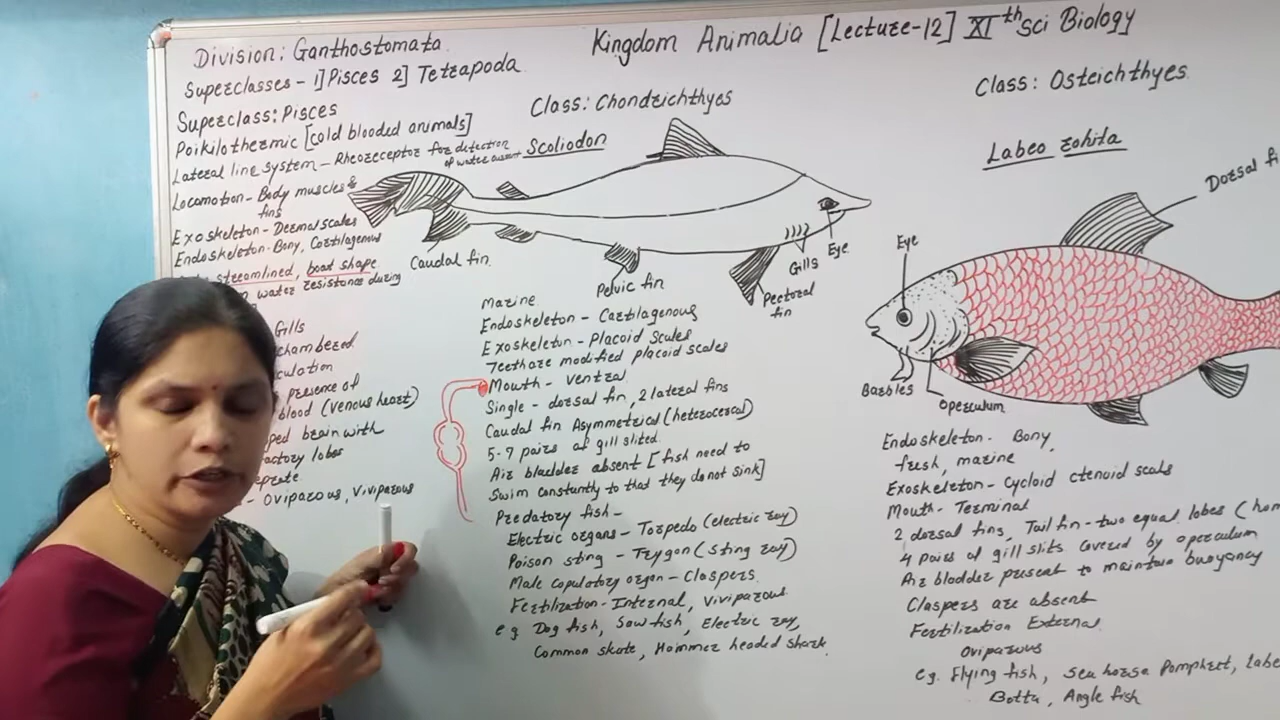 Division: Ganthostomata
Kingdom Animalia [Lecture-12] XIth Sci Biology
Superclasses - 1] Pisces 2] Tetrapoda
Superclass: Pisces
Poikilothermic [cold blooded animals]
Lateral line system - Rheoreceptor for detection
of water current
Locomotion - Body muscles &
fins
Exoskeleton - Dermal scales
Endoskeleton - Bony, Cartilagenous
streamlined, boat shape
water resistance during
Gills
chambered
culation
presence of
blood (venous heart)
ped brain with
factory lobes
eprate
- Oviparous, Viviparous
Class: Chondrichthyes
Scoliodon
Caudal fin
Pelvic fin
Pectoral
fin
Gills
Eye
Marine
Endoskeleton - Cartilagenous
Exoskeleton - Placoid Scales
Teeth are modified placoid scales
Mouth - ventral
Single - dorsal fin, 2 lateral fins
Caudal fin Asymmetrical (heterocercal)
5-7 pairs of gill slited
Air bladder absent [fish need to
Swim constantly to that they do not sink]
Predatory fish -
Electric organs - Torpedo (electric ray)
Poison sting - Trygon (Sting ray)
Male copulatory organ - Claspers
Fertilization - Internal, Viviparous
eg Dog fish, Saw fish, Electric ray
Common skate, Hammer headed shark
Class: Osteichthyes
Labeo rohita
Dorsal fi
Eye
Barbles
Operculum
Endoskeleton - Bony
fresh, marine
Exoskeleton - Cycloid ctenoid scals
Mouth - Terminal
2 dorsal fins, Tail fin - two equal lobes (hom
4 pairs of gill slits covered by operculum
Air bladder present to maintain buoyancy
Claspers are absent
Fertilization External
Oviparous
eg. Flying fish, sea horse Pomphret, Labe
Botta, Angle fish